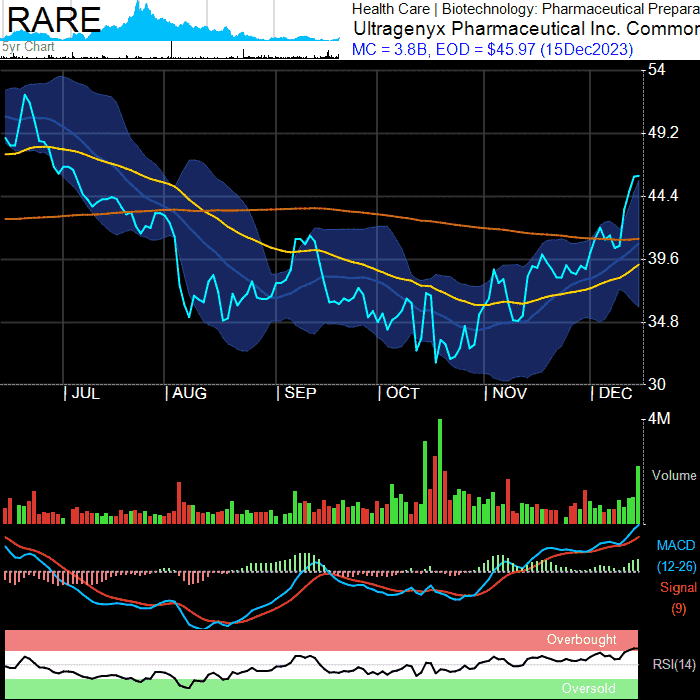 RARE
5yr Chart
Health Care | Biotechnology: Pharmaceutical Prepara
Ultragenyx Pharmaceutical Inc. Common
MC = 3.8B, EOD = $45.97 (15Dec2023)
54
49.2
44.4
39.6
34.8
30
| JUL | AUG | SEP | OCT | NOV | DEC
4M
Volume
MACD
(12-26)
Signal
(9)
Overbought
RSI(14)
Oversold